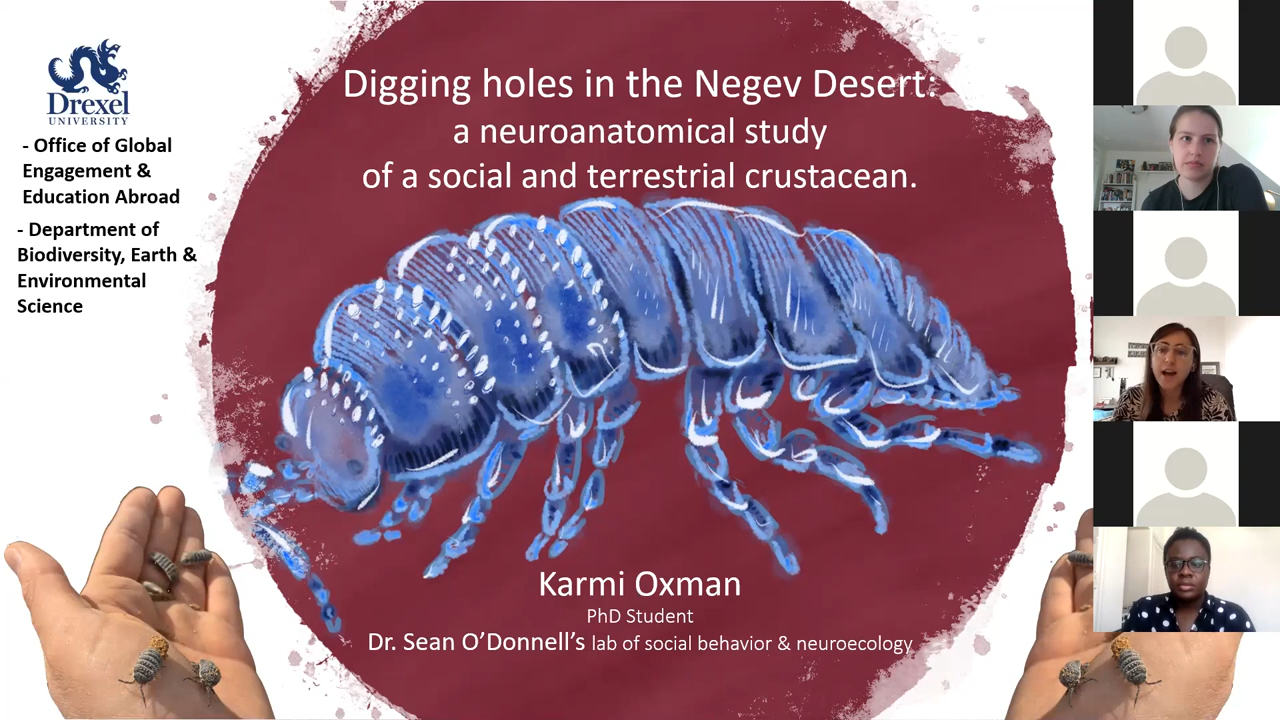 Drexel
UNIVERSITY
- Office of Global
Engagement &
Education Abroad
- Department of
Biodiversity, Earth &
Environmental
Science
Digging holes in the Negev Desert:
a neuroanatomical study
of a social and terrestrial crustacean.
Karmi Oxman
PhD Student
Dr. Sean O'Donnell's lab of social behavior & neuroecology